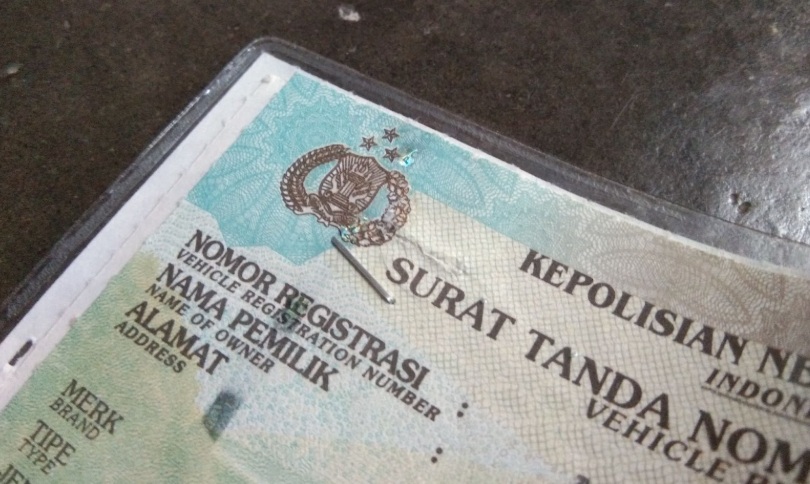 KEPOLISIAN NE
INDON
SURAT TANDA NOM
VEHICLE
NOMOR REGISTRASI
VEHICLE REGISTRATION NUMBER :
NAMA PEMILIK
NAME OF OWNER :
ALAMAT
ADDRESS
MERK
BRAND
TIPE
TYPE